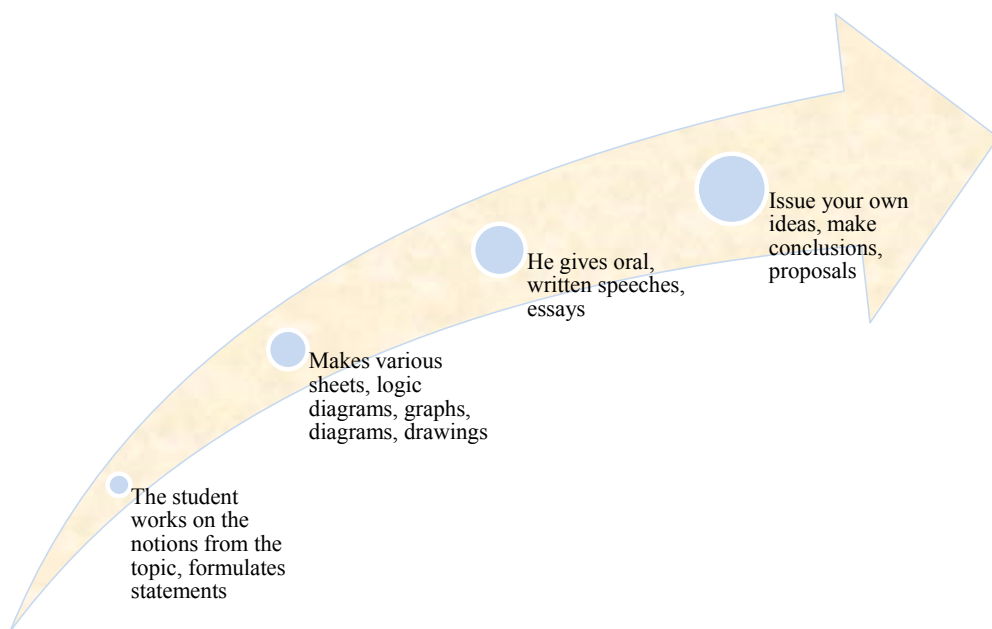 The student
works on the
notions from the
topic, formulates
statements
Makes various
sheets, logic
diagrams, graphs,
diagrams, drawings
He gives oral,
written speeches,
essays
Issue your own
ideas, make
conclusions,
proposals